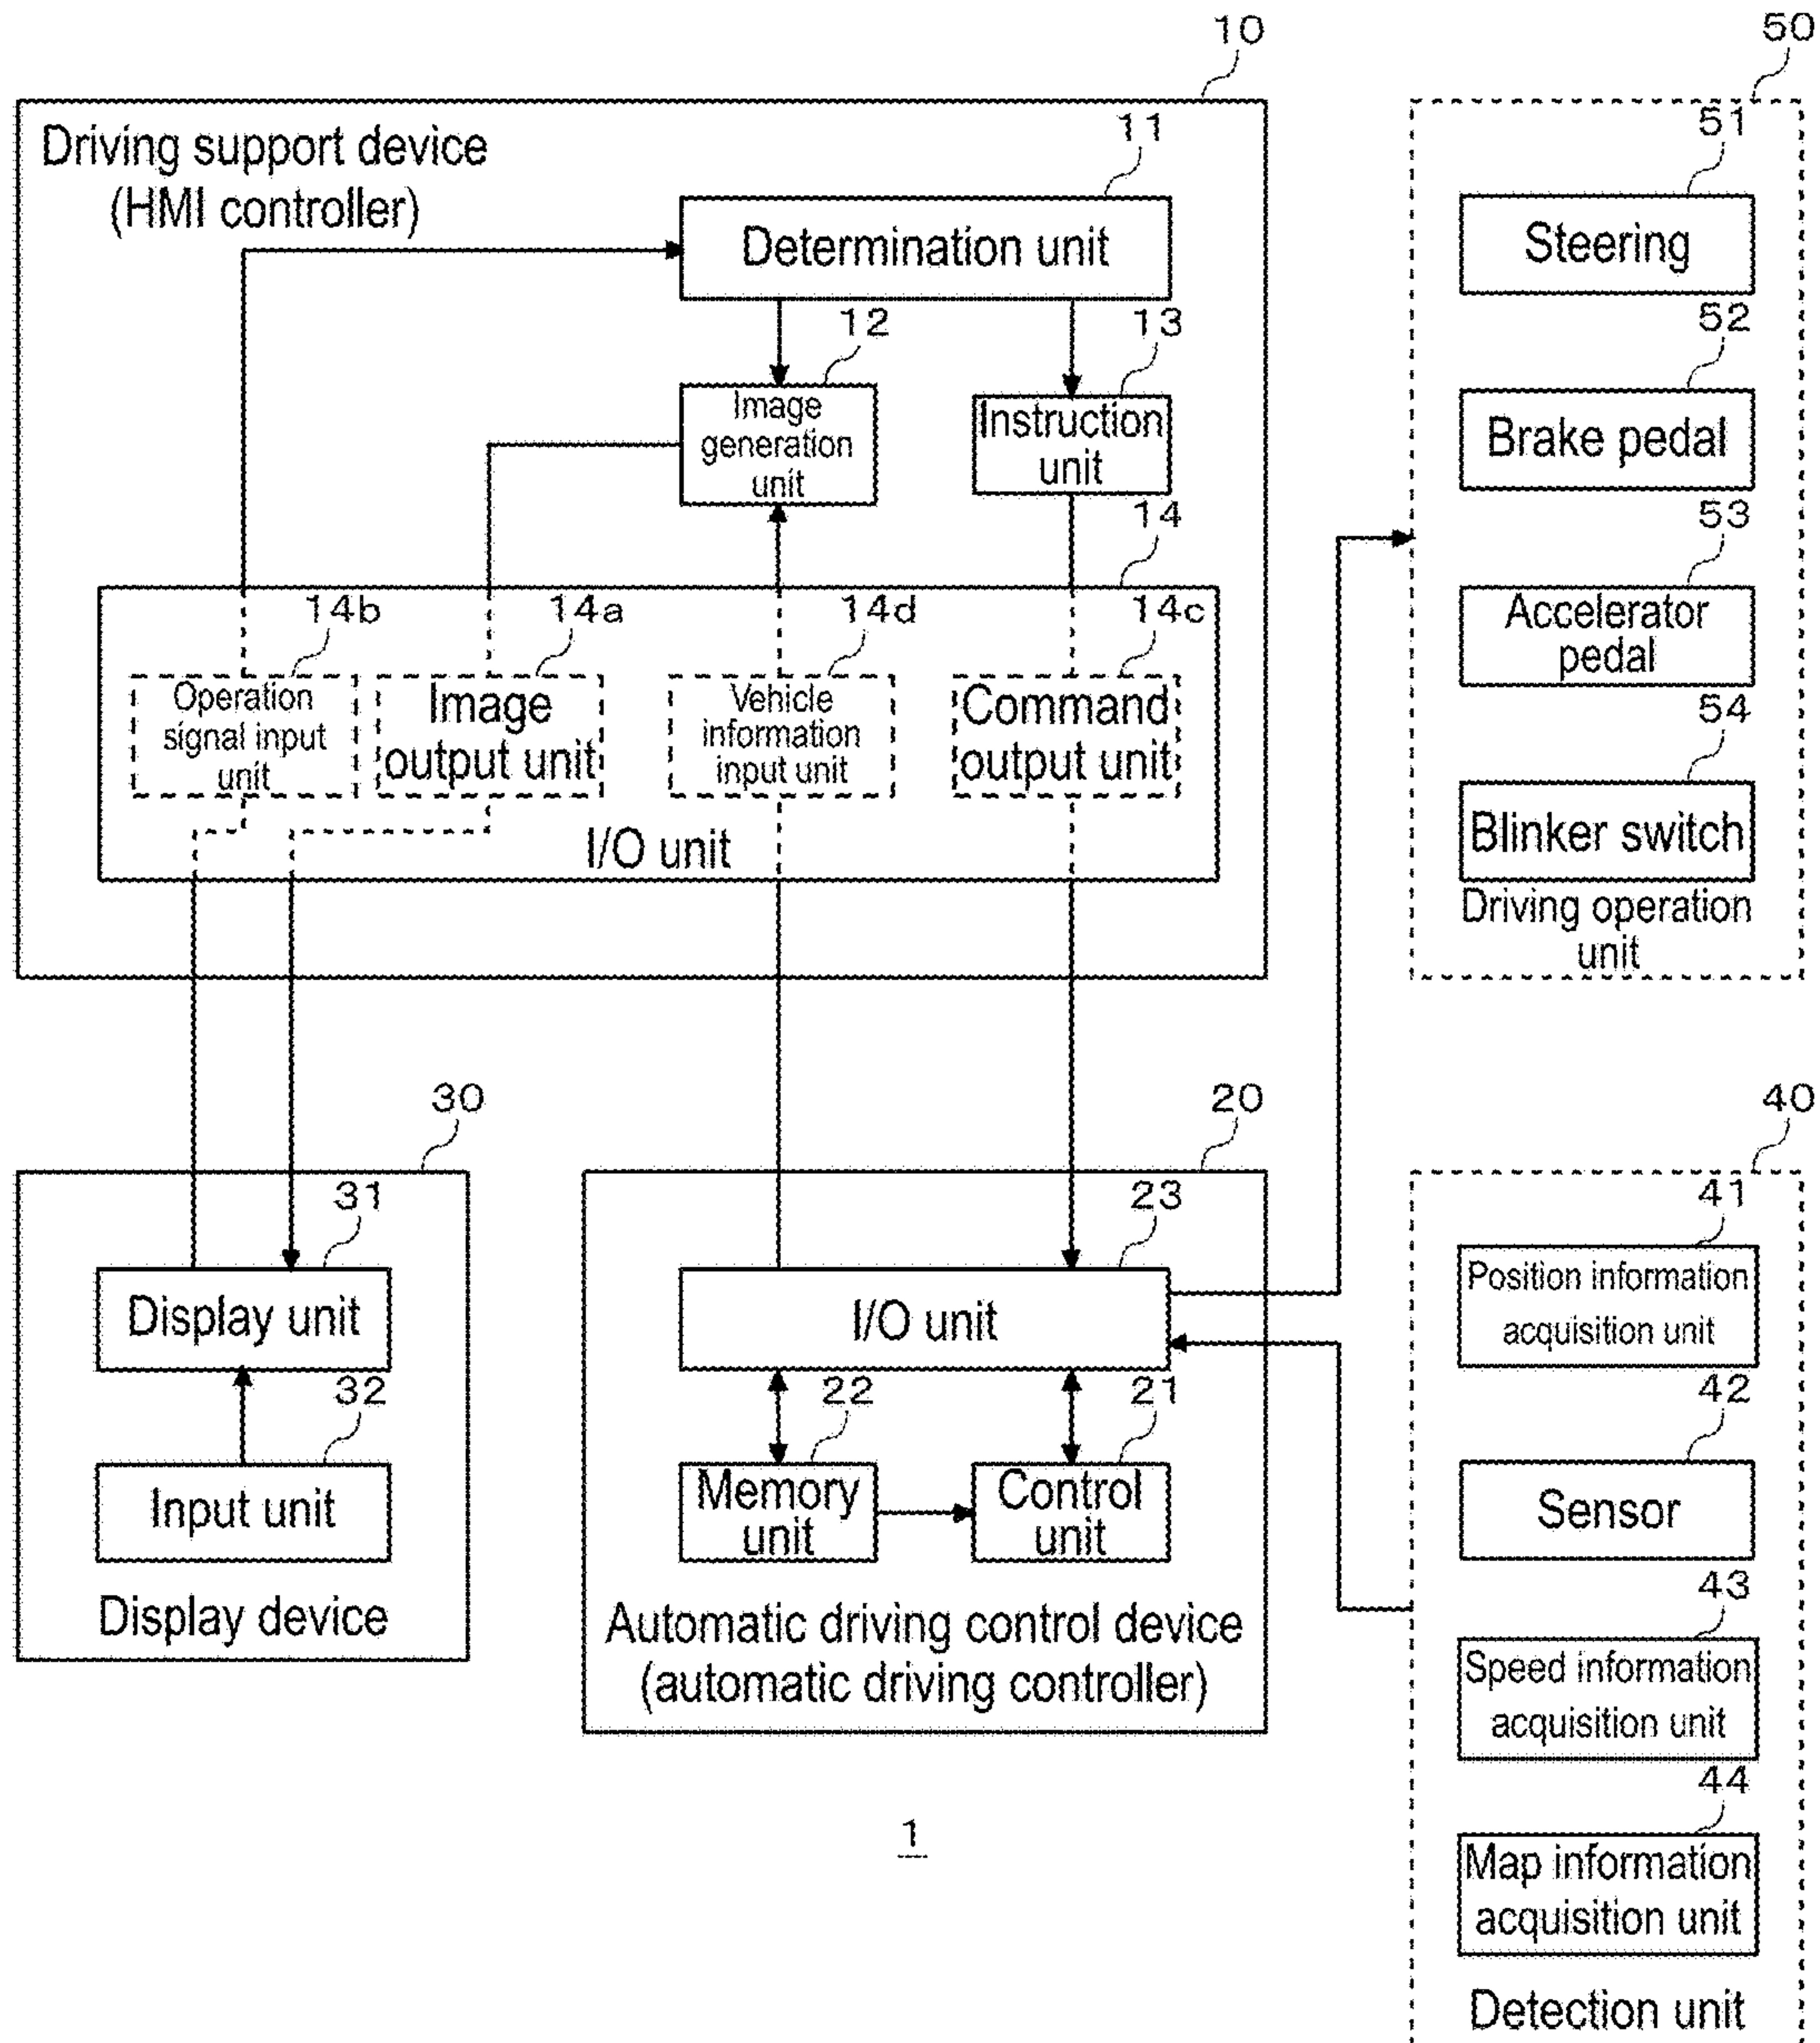 10
50
Driving support device
(HMI controller)
11
Determination unit
12
13
Image
generation
unit
Instruction
unit
14
14b
14a
14d
14c
Operation
signal input
unit
Image
output unit
Vehicle
information
input unit
Command
output unit
I/O unit
51
Steering
52
Brake pedal
53
Accelerator
pedal
54
Blinker switch
Driving operation
unit
30
31
Display unit
32
Input unit
Display device
20
23
I/O unit
22
21
Memory
unit
Control
unit
Automatic driving control device
(automatic driving controller)
40
41
Position information
acquisition unit
42
Sensor
43
Speed information
acquisition unit
44
Map information
acquisition unit
Detection unit
1